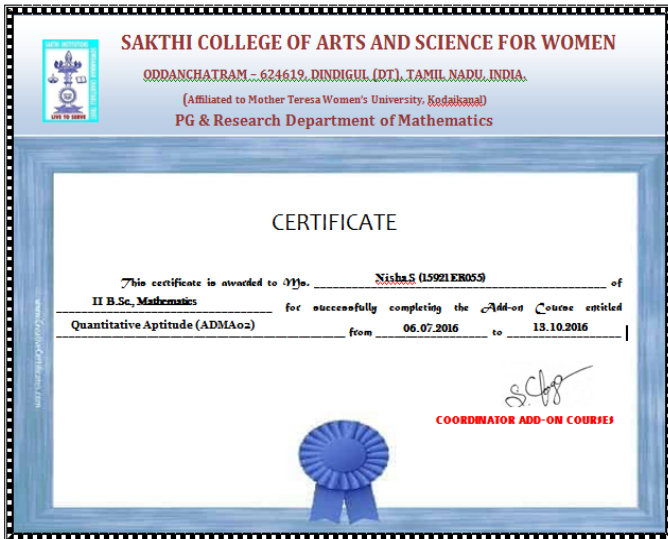 SAKTHI COLLEGE OF ARTS AND SCIENCE FOR WOMEN
ODDANCHATRAM – 624619. DINDIGUL (DT), TAMIL NADU, INDIA.
(Affiliated to Mother Teresa Women's University, Kodaikanal)
PG & Research Department of Mathematics
LIVE TO SERVE
CERTIFICATE
This certificate is awarded to Ms. Nisha.S (15921ER055) of
II B.Sc., Mathematics for successfully completing the Add-on Course entitled
Quantitative Aptitude (ADMA02) from 06.07.2016 to 13.10.2016
COORDINATOR ADD-ON COURSES
www.CreativeCertificates.com